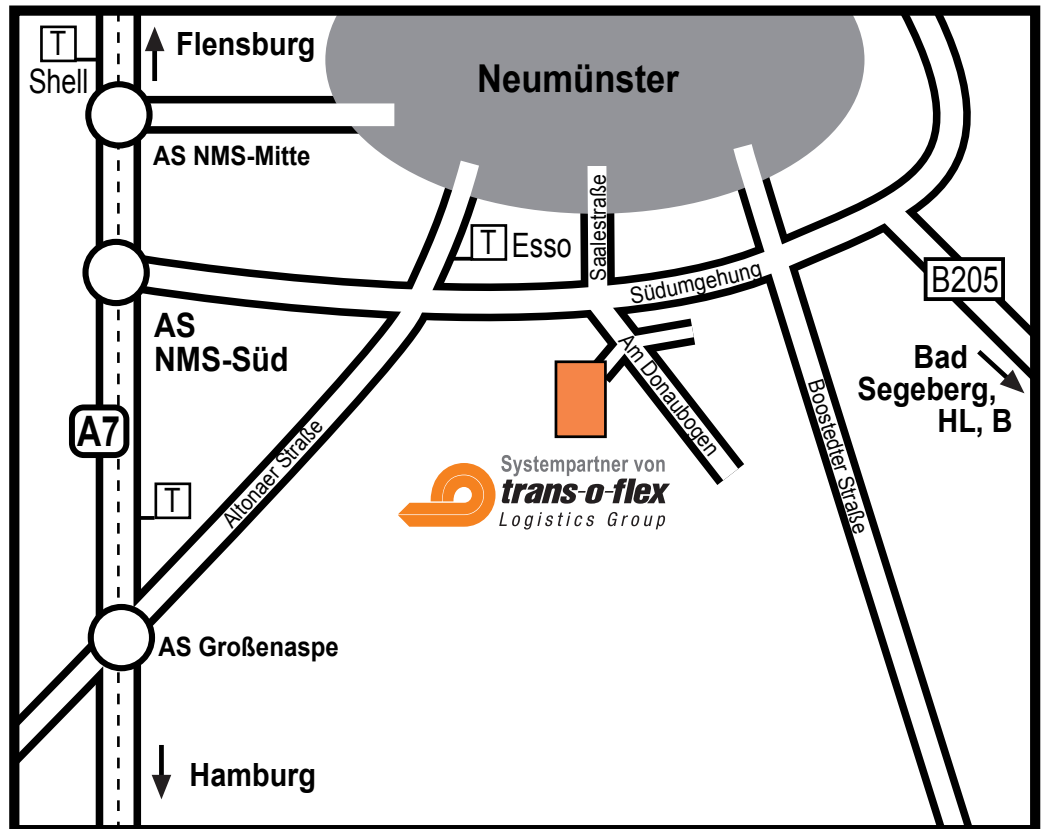 T
Shell
Flensburg
Neumünster
AS NMS-Mitte
T
Esso
Saalestraße
Südumgehung
B205
AS
NMS-Süd
Am Donaubogen
Bad
Segeberg,
HL, B
A7
Altonaer Straße
Boostedter Straße
T
Systempartner von
trans-o-flex
Logistics Group
AS Großenaspe
Hamburg